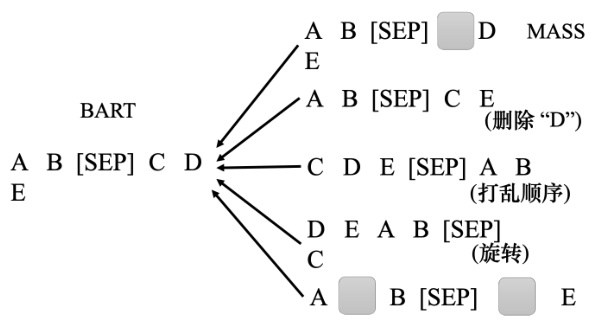 A B [SEP] D MASS
E
A B [SEP] C E
(删除 “D”)
BART
A B [SEP] C D
E
C D E [SEP] A B
(打乱顺序)
D E A B [SEP]
C
(旋转)
A B [SEP] E